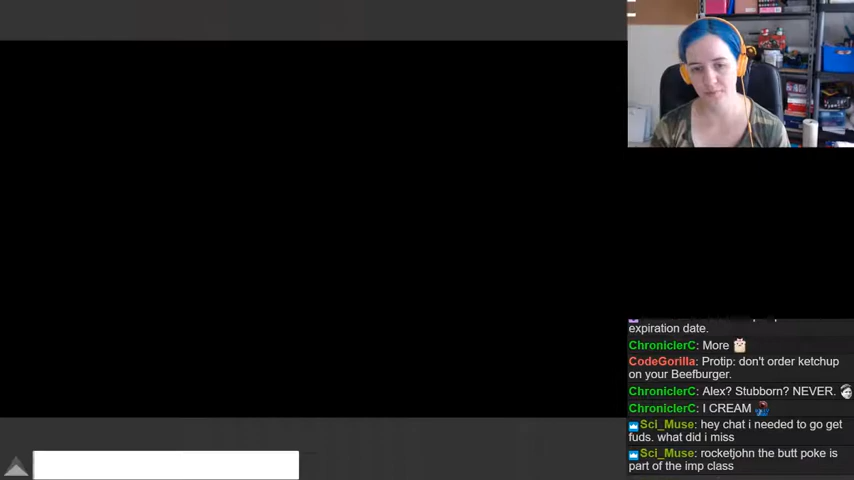 expiration date.
ChroniclerC: More
CodeGorilla: Protip: don't order ketchup
on your Beefburger.
ChroniclerC: Alex? Stubborn? NEVER.
ChroniclerC: I CREAM
Sci_Muse: hey chat i needed to go get
fuds. what did i miss
Sci_Muse: rocketjohn the butt poke is
part of the imp class